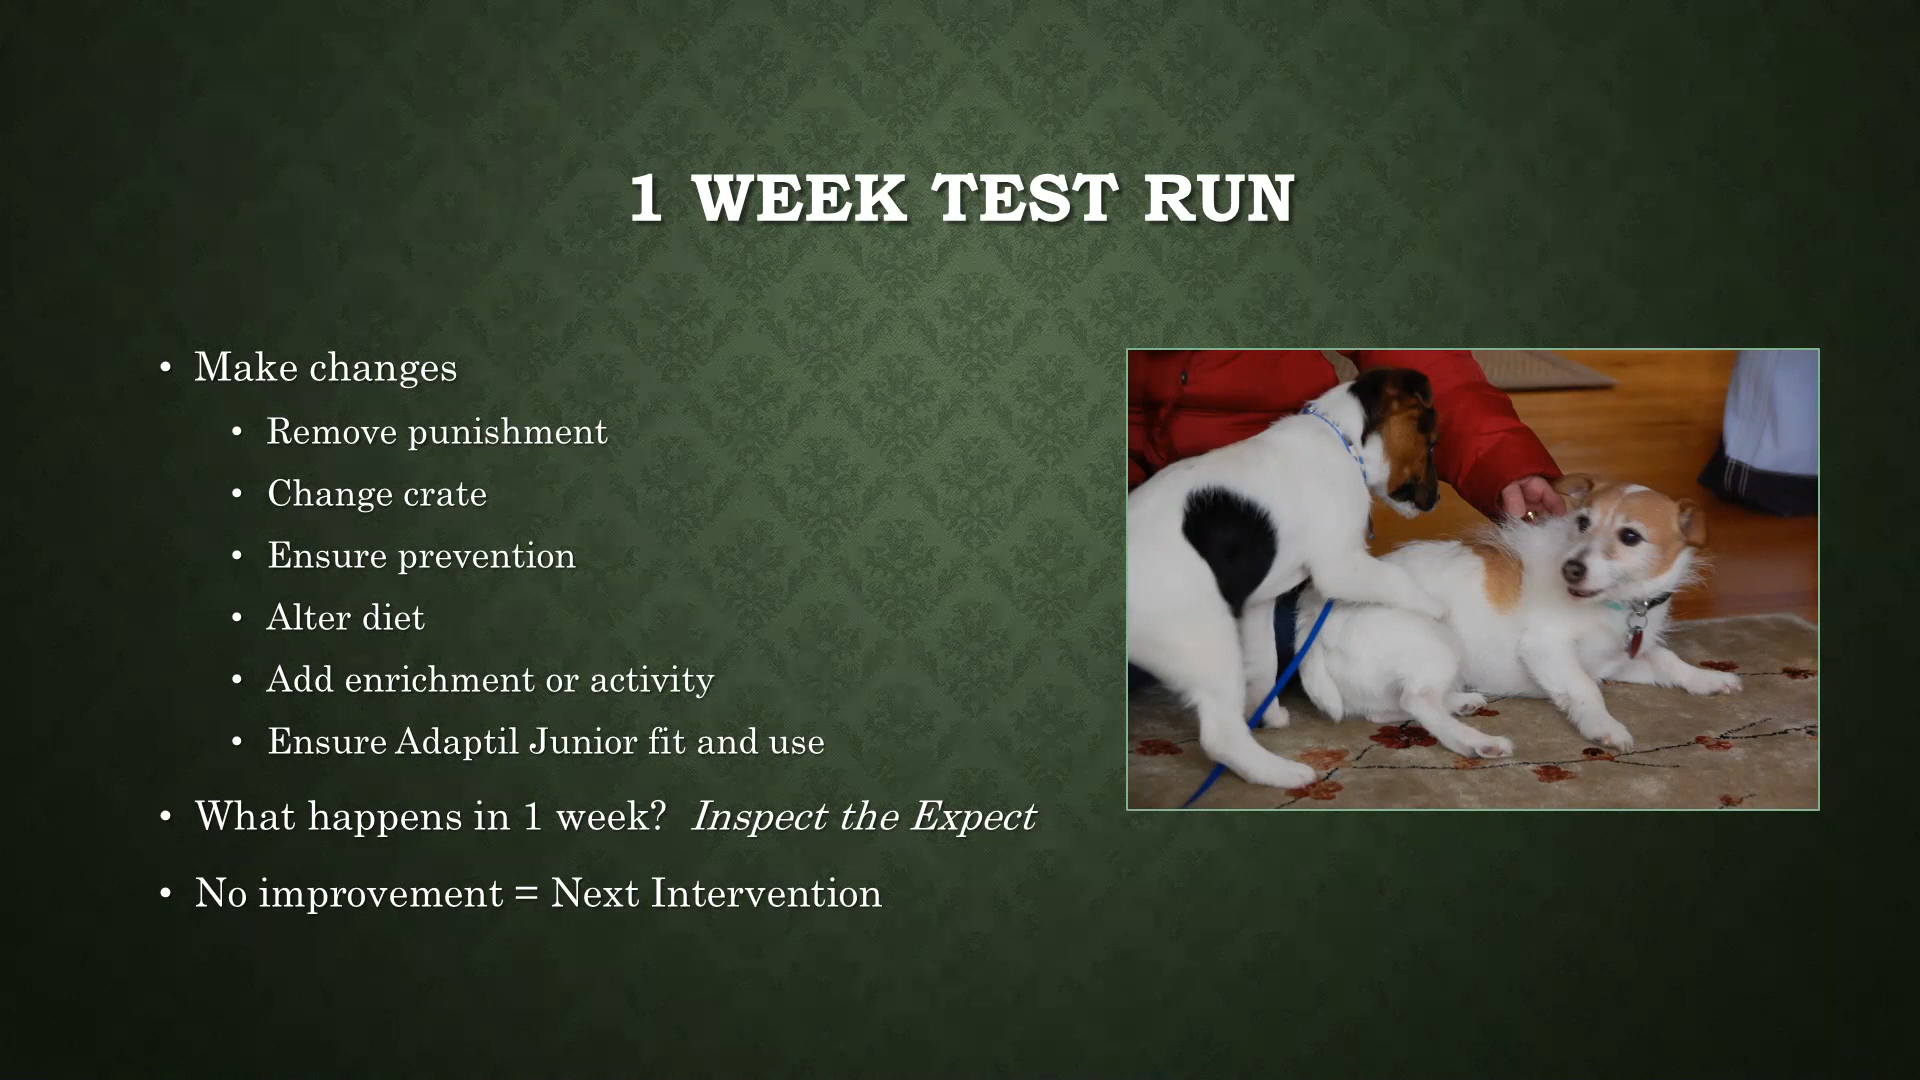 1 WEEK TEST RUN
• Make changes
• Remove punishment
• Change crate
• Ensure prevention
• Alter diet
• Add enrichment or activity
• Ensure Adaptil Junior fit and use
• What happens in 1 week? Inspect the Expect
• No improvement = Next Intervention